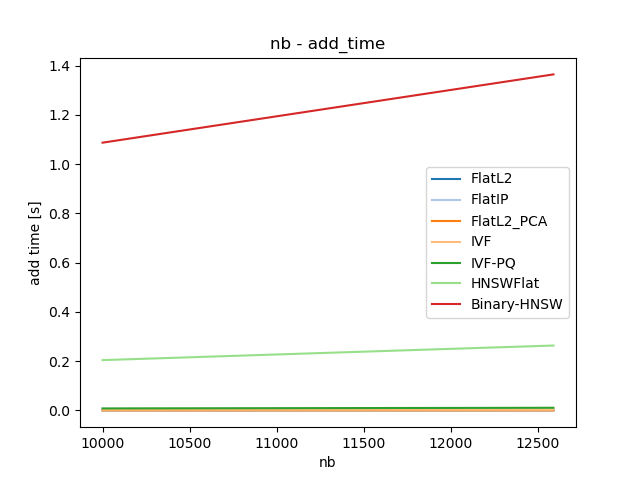 nb - add_time
add time [s]
1.4
1.2
1.0
0.8
0.6
0.4
0.2
0.0
FlatL2
FlatIP
FlatL2_PCA
IVF
IVF-PQ
HNSWFlat
Binary-HNSW
10000 10500 11000 11500 12000 12500
nb